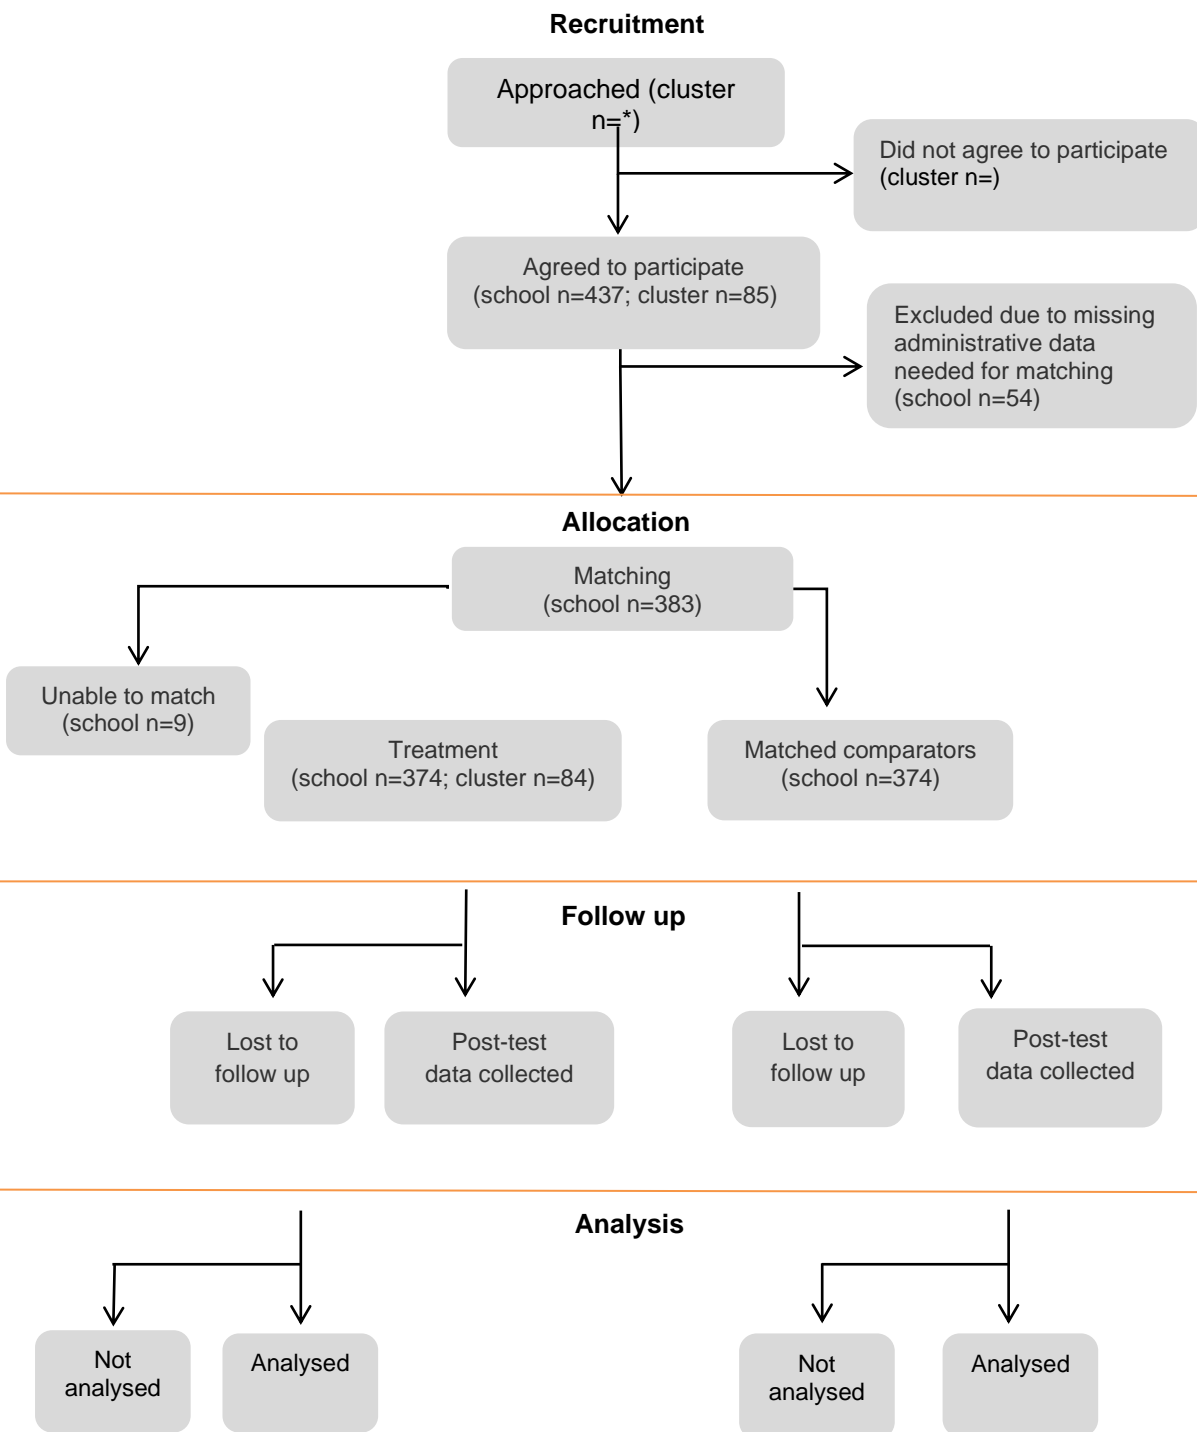 Recruitment
Approached (cluster
n=*)
Did not agree to participate
(cluster n=)
Agreed to participate
(school n=437; cluster n=85)
Excluded due to missing
administrative data
needed for matching
(school n=54)
Allocation
Matching
(school n=383)
Unable to match
(school n=9)
Treatment
(school n=374; cluster n=84)
Matched comparators
(school n=374)
Follow up
Lost to
follow up
Post-test
data collected
Lost to
follow up
Post-test
data collected
Analysis
Not
analysed
Analysed
Not
analysed
Analysed